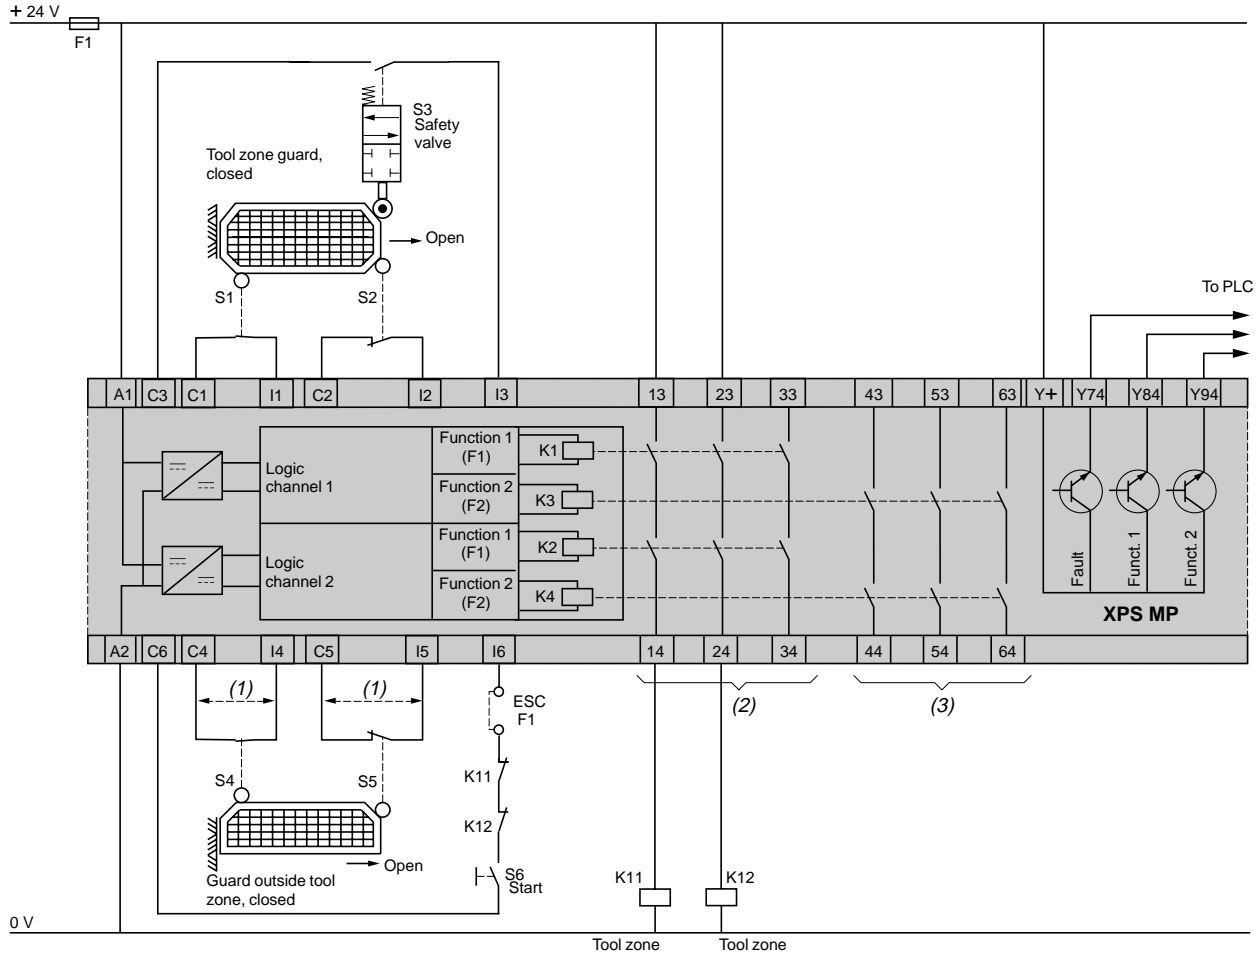 + 24 V
F1
S3
Safety
valve
Tool zone guard,
closed
Open
S1
S2
To PLC
A1 C3 C1 I1 C2 I2 I3 13 23 33 43 53 63 Y+ Y74 Y84 Y94
Logic
channel 1
Function 1
(F1)
K1
Function 2
(F2)
K3
Logic
channel 2
Function 1
(F1)
K2
Function 2
(F2)
K4
Fault
Funct. 1
Funct. 2
XPS MP
A2 C6 C4 I4 C5 I5 I6 14 24 34 44 54 64
(1)
(1)
ESC
F1
(2)
(3)
K11
S4
S5
K12
Open
S6
Start
Guard outside tool
zone, closed
K11
K12
0 V
Tool zone
Tool zone